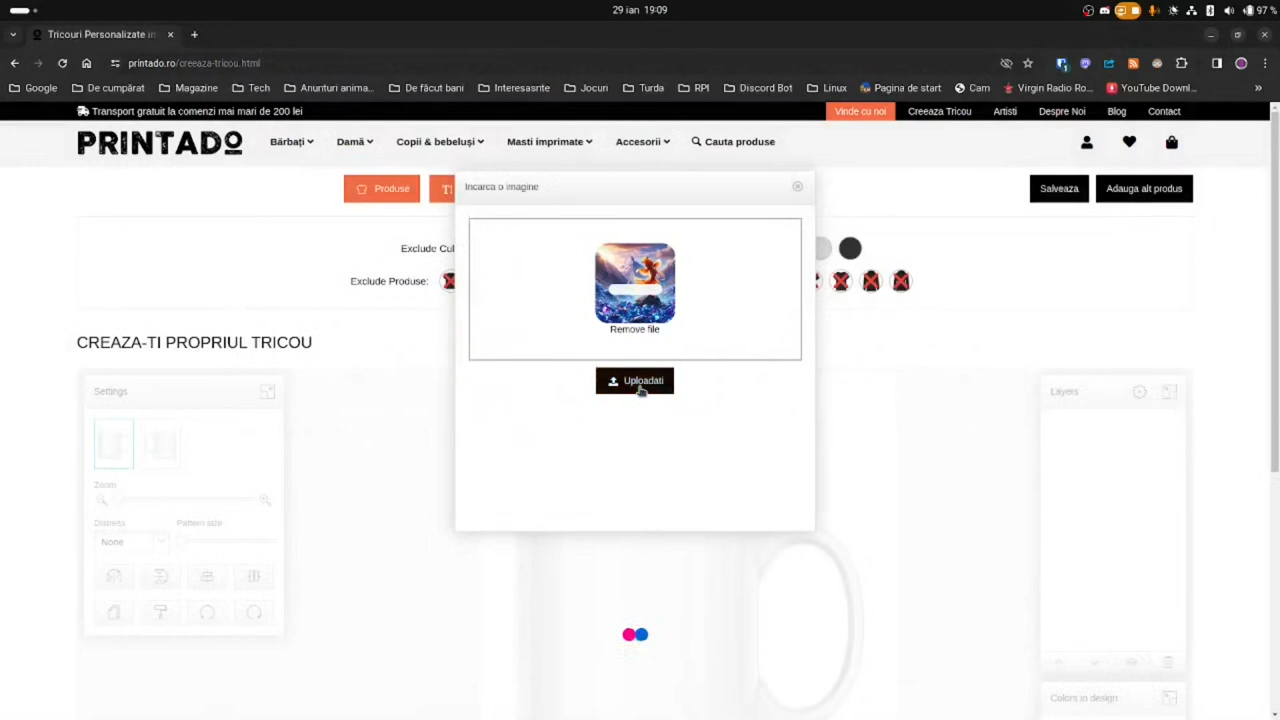 29 ian 19:09
97 %
Tricouri Personalizate în
printado.ro/creeaza-tricou.html
Google
De cumpărat
Magazine
Tech
Anunturi anima...
De făcut bani
Interesasnte
Jocuri
Turda
RPI
Discord Bot
Linux
Pagina de start
Cam
Virgin Radio Ro...
YouTube Downl...
Transport gratuit la comenzi mai mari de 200 lei
Vinde cu noi
Creeaza Tricou
Artisti
Despre Noi
Blog
Contact
PRINTADO
Bărbați
Damă
Copii & bebeluși
Masti imprimate
Accesorii
Cauta produse
Produse
Incarca o imagine
Salveaza
Adauga alt produs
Exclude Cul
Exclude Produse:
Remove file
Uploadati
CREAZA-TI PROPRIUL TRICOU
Settings
Layers
Zoom
Distress
Pattern size
None
Colors in design